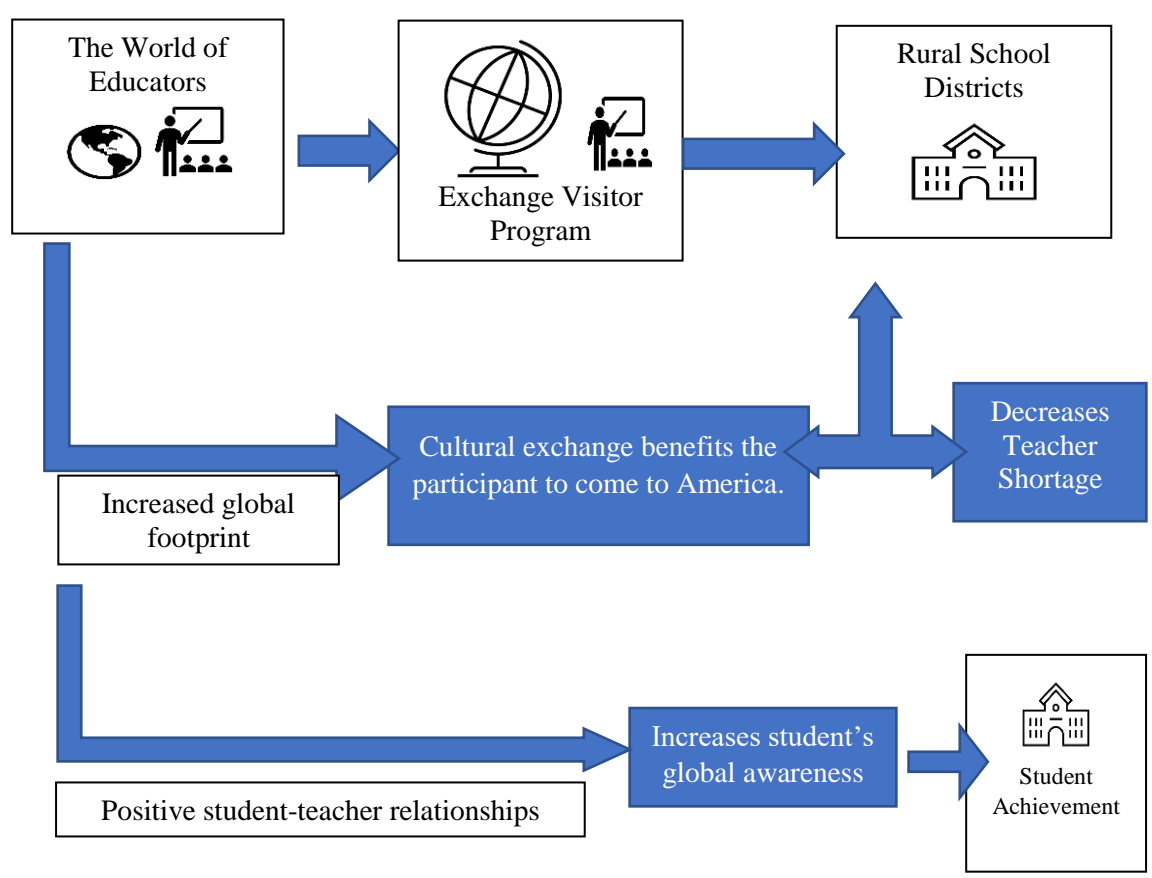 The World of
Educators
Exchange Visitor
Program
Rural School
Districts
Cultural exchange benefits the
participant to come to America.
Decreases
Teacher
Shortage
Increased global
footprint
Increases student’s
global awareness
Student
Achievement
Positive student-teacher relationships